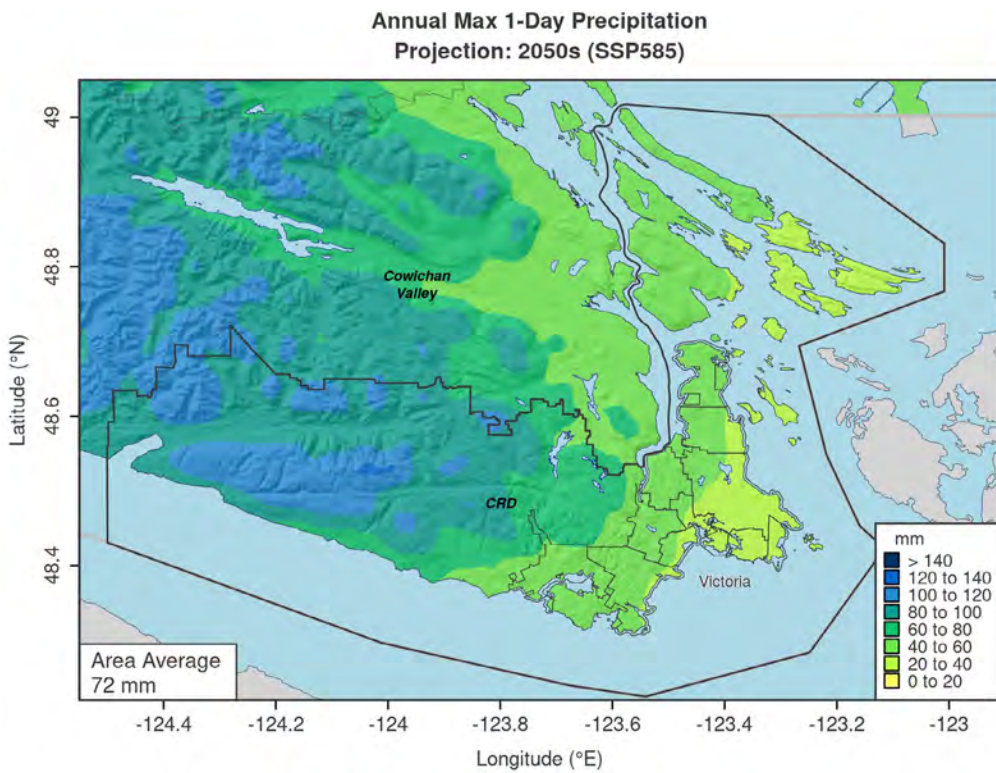 Annual Max 1-Day Precipitation
Projection: 2050s (SSP585)
Latitude (°N)
49
48.8
48.6
48.4
Cowichan
Valley
CRD
Victoria
mm
> 140
120 to 140
100 to 120
80 to 100
60 to 80
40 to 60
20 to 40
0 to 20
Area Average
72 mm
-124.4
-124.2
-124
-123.8
-123.6
-123.4
-123.2
-123
Longitude (°E)